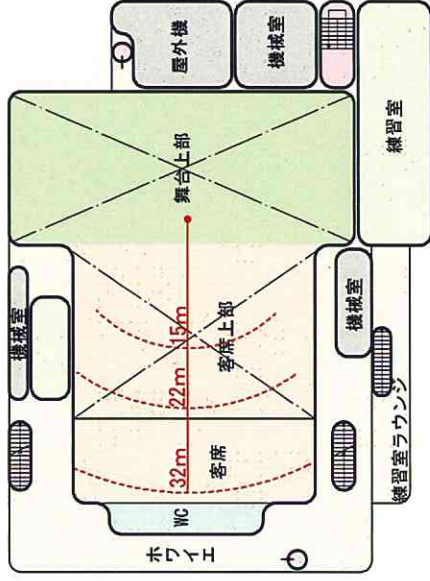 屋外機
機械室
舞台上部
練習室
機械室
15m
客席上部
機械室
22m
32m
客席
練習室ラウンジ
WC
ホワイエ